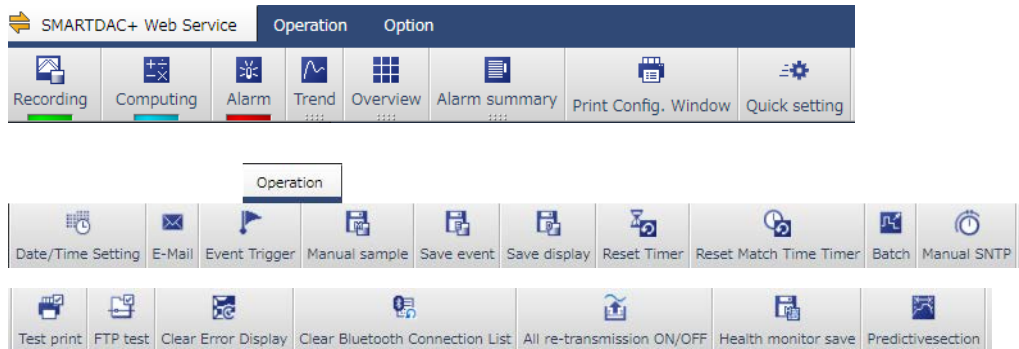 SMARTDAC+ Web Service Operation Option
Recording Computing Alarm Trend Overview Alarm summary Print Config. Window Quick setting
Operation
Date/Time Setting E-Mail Event Trigger Manual sample Save event Save display Reset Timer Reset Match Time Timer Batch Manual SNTP
Test print FTP test Clear Error Display Clear Bluetooth Connection List All re-transmission ON/OFF Health monitor save Predictivesection